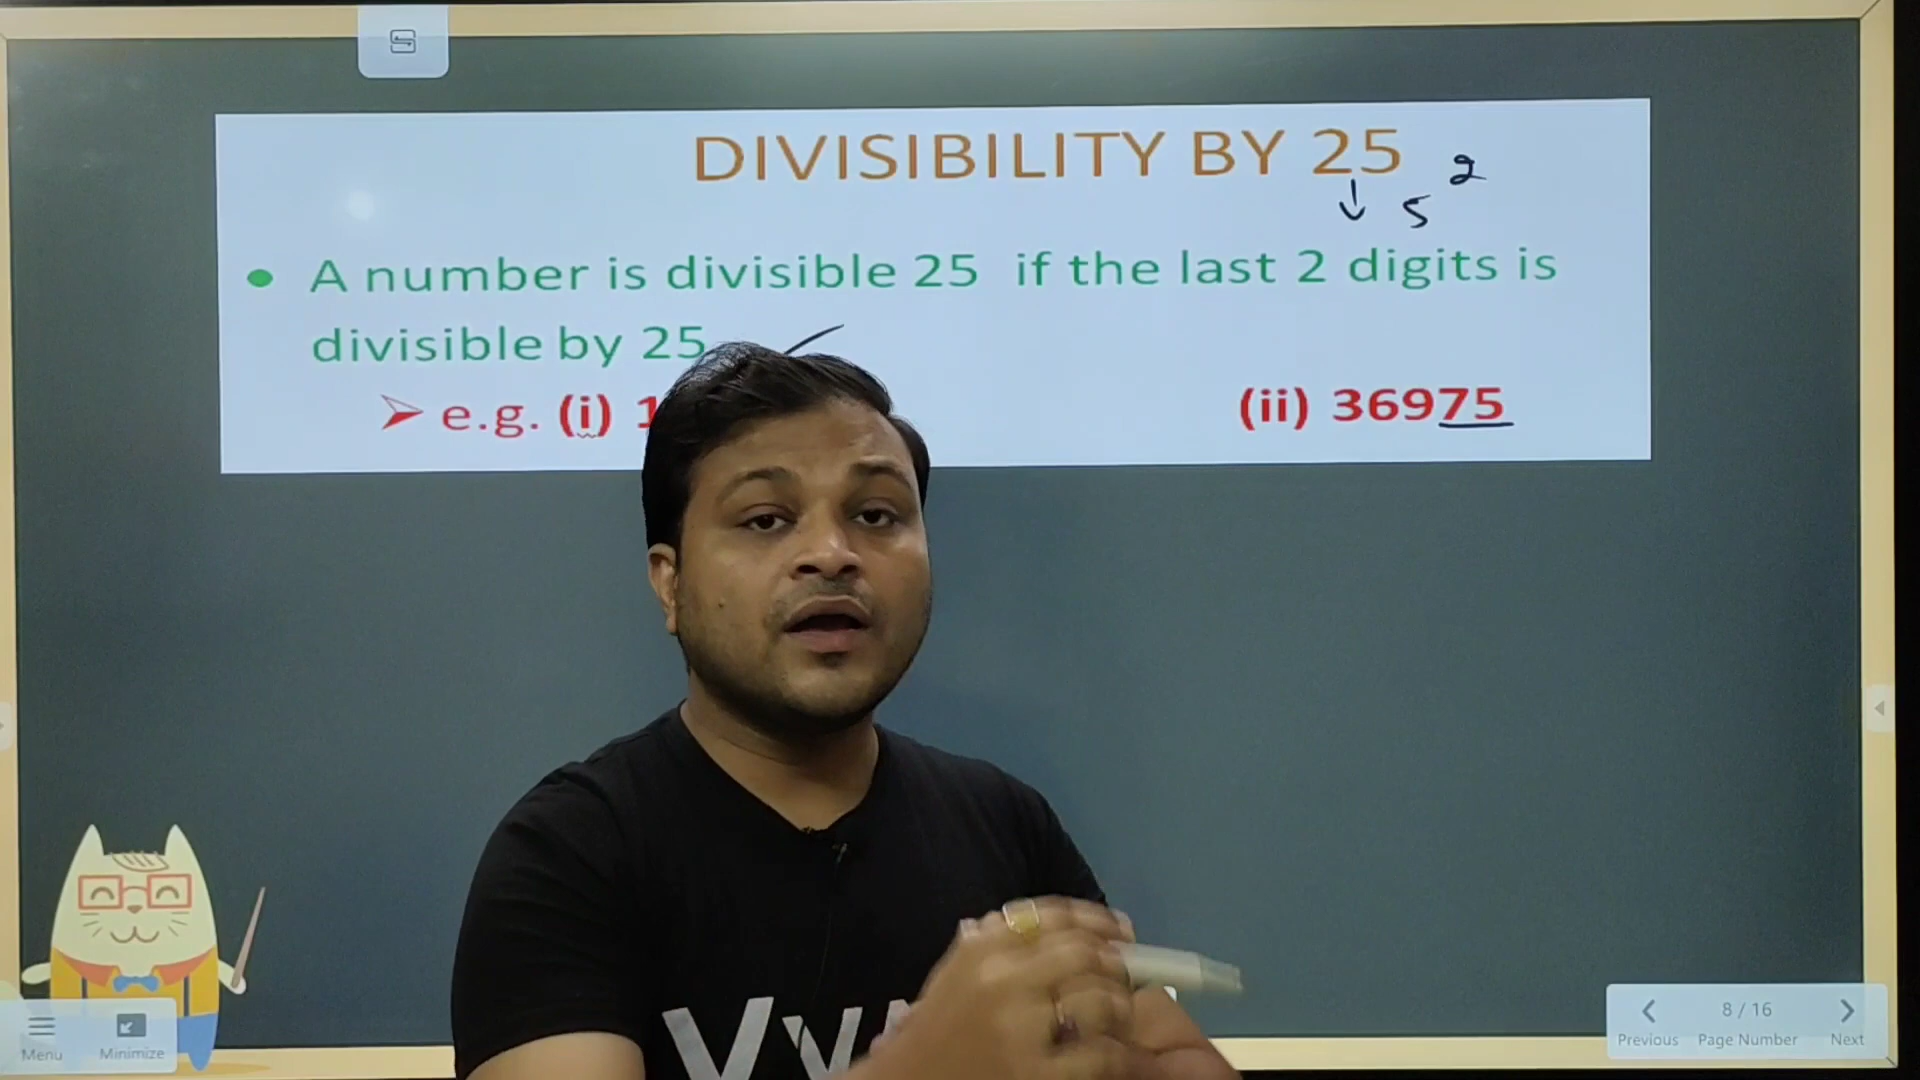 DIVISIBILITY BY 25
5 2
A number is divisible 25 if the last 2 digits is
divisible by 25
e.g. (i) (ii) 36975
8 / 16
Menu Minimize Previous Page Number Next